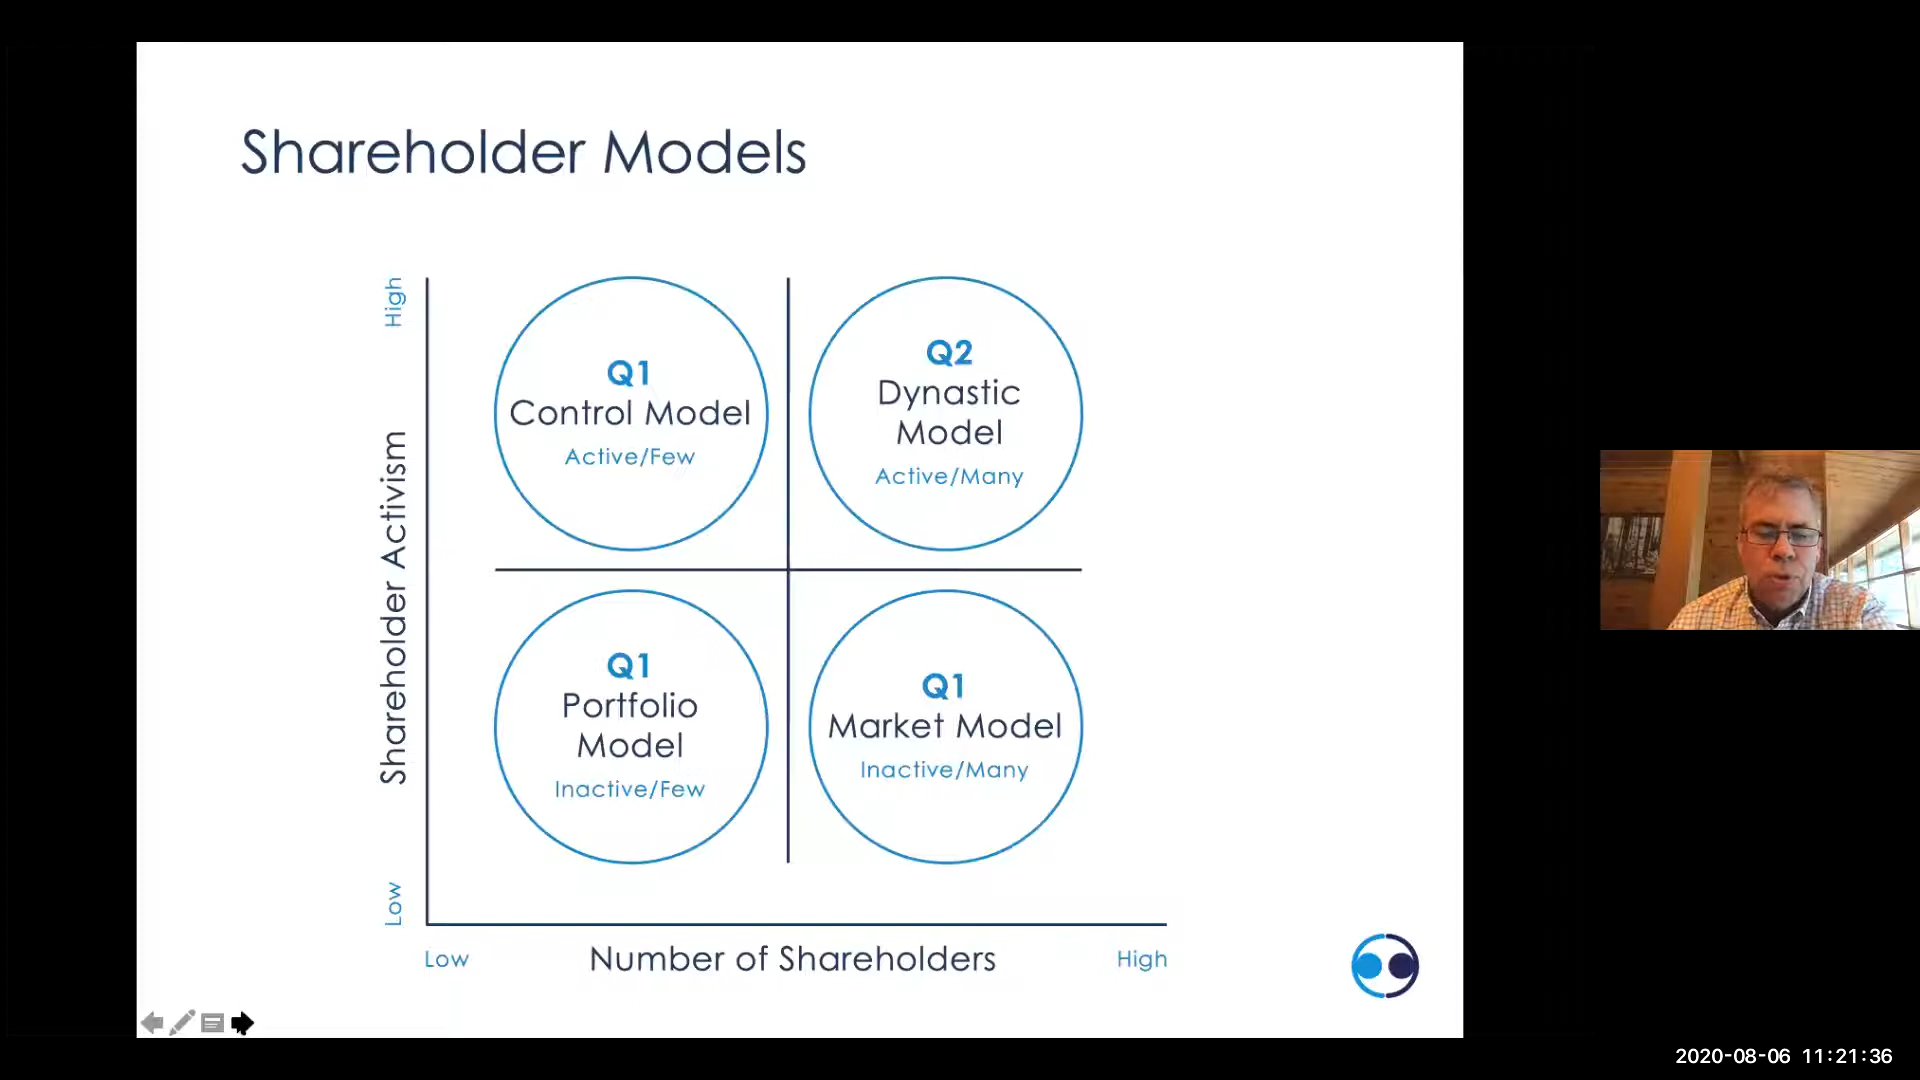 Shareholder Models
High
Shareholder Activism
Low
Q1
Control Model
Active/Few
Q2
Dynastic
Model
Active/Many
Q1
Portfolio
Model
Inactive/Few
Q1
Market Model
Inactive/Many
Low
Number of Shareholders
High
2020-08-06 11:21:36